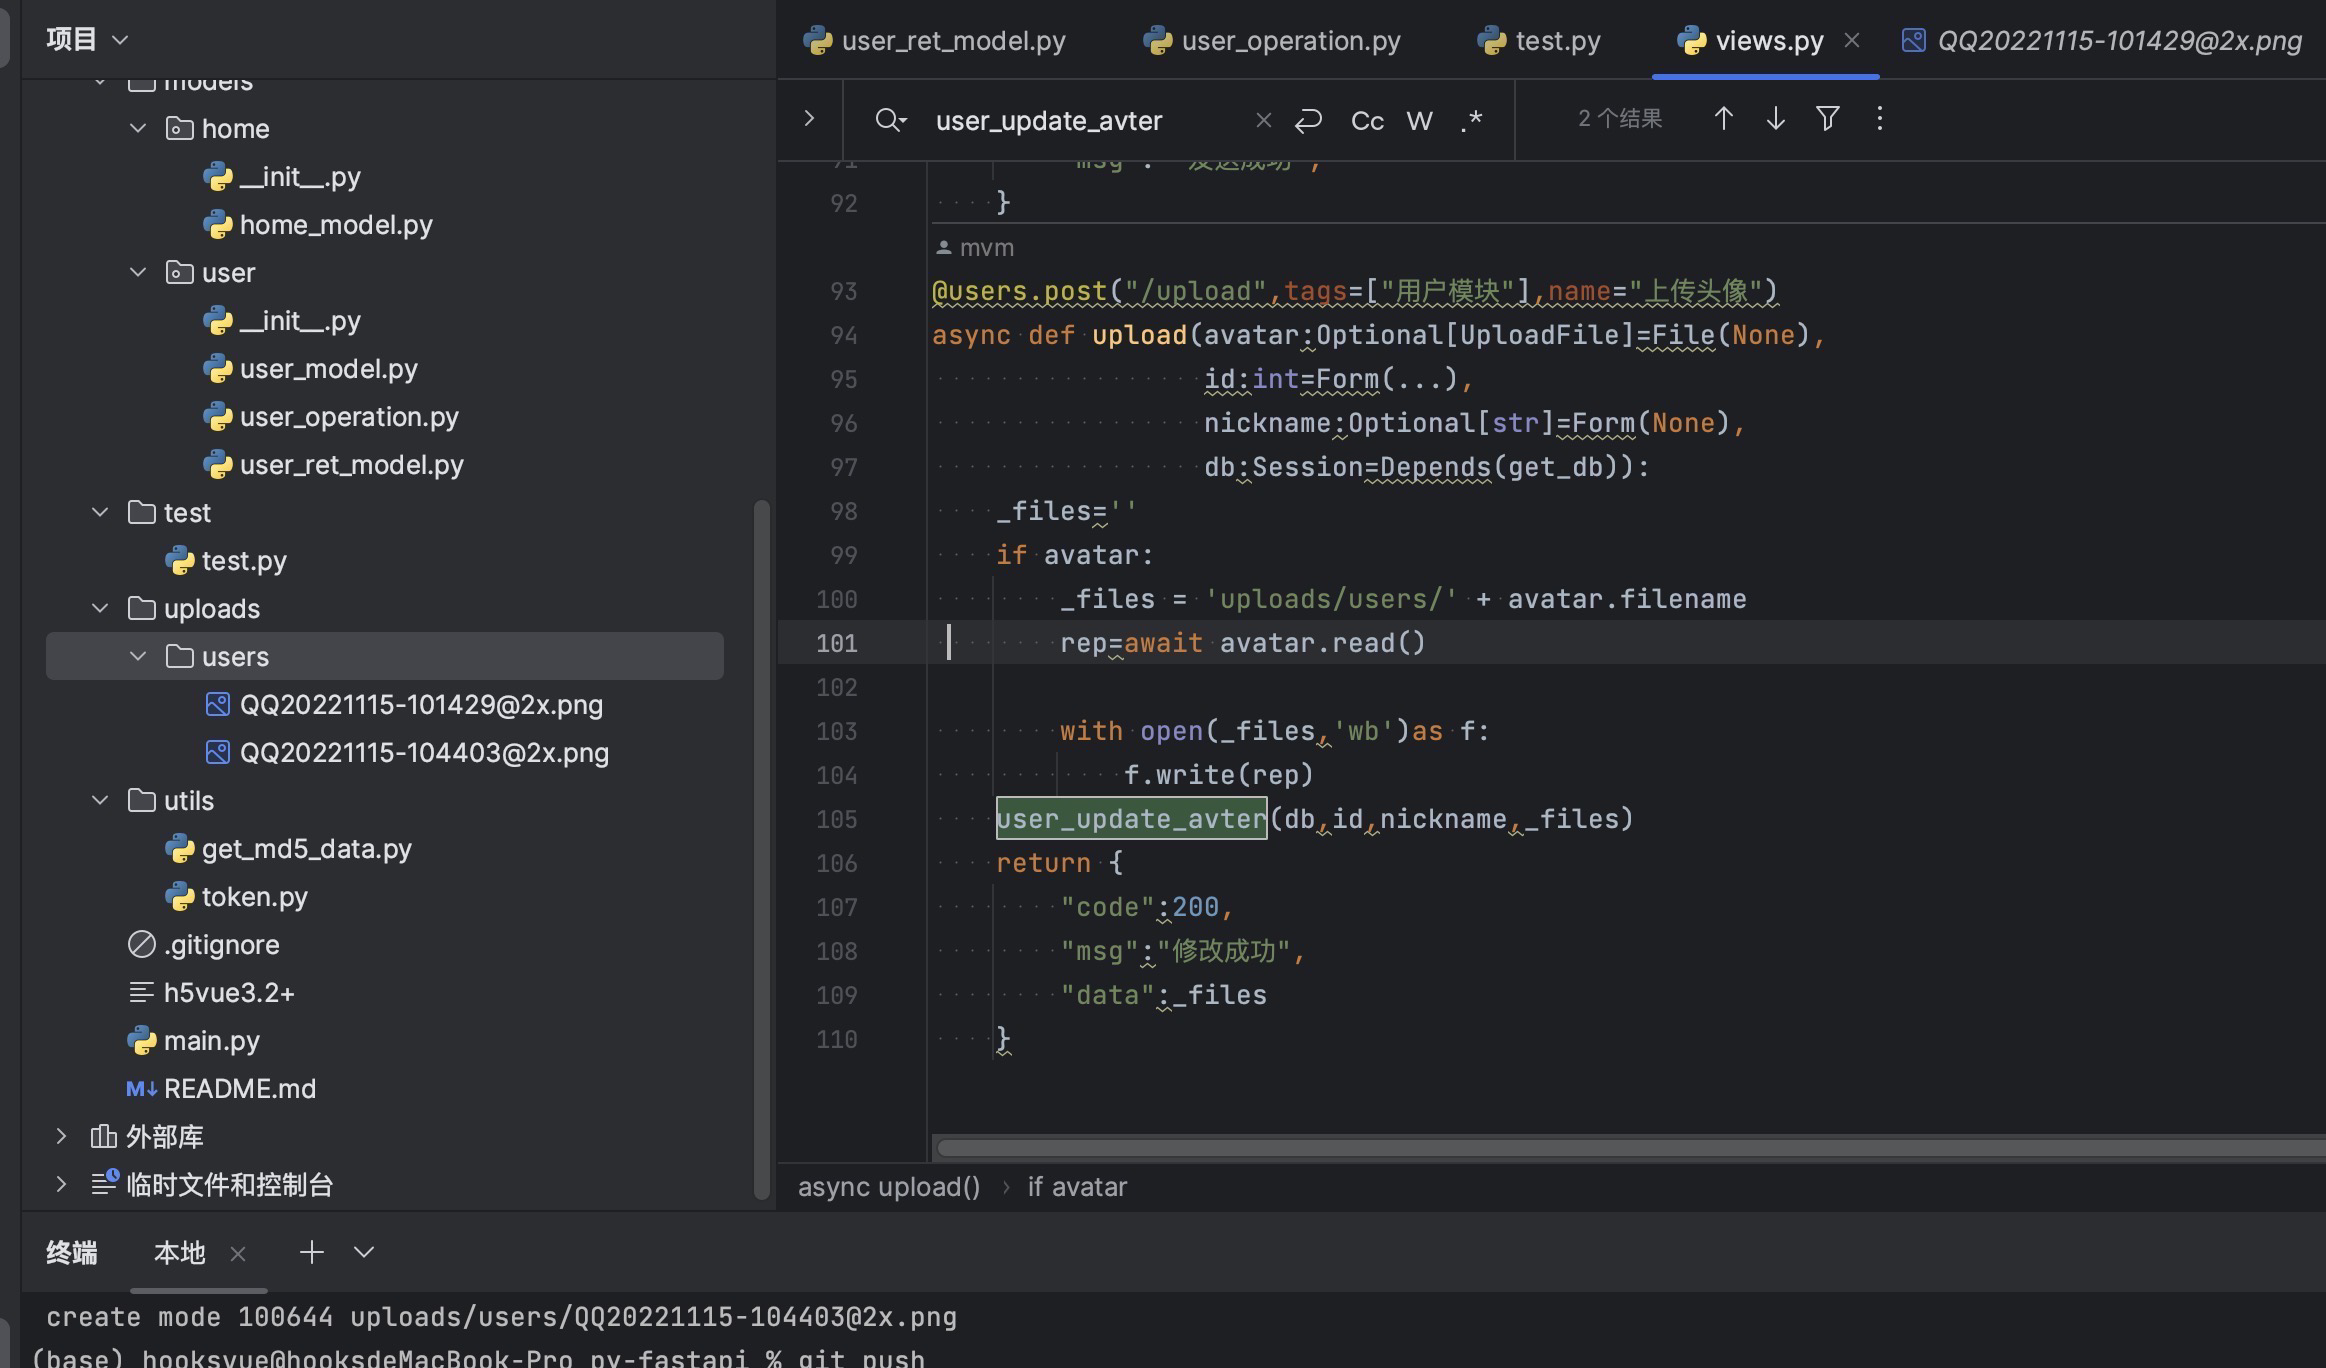 项目
models
home
__init__.py
home_model.py
user
__init__.py
user_model.py
user_operation.py
user_ret_model.py
test
test.py
uploads
users
QQ20221115-101429@2x.png
QQ20221115-104403@2x.png
utils
get_md5_data.py
token.py
.gitignore
h5vue3.2+
main.py
README.md
外部库
临时文件和控制台
user_ret_model.py user_operation.py test.py views.py QQ20221115-101429@2x.png
user_update_avter Cc W .* 2 个结果
91 "msg": "发送成功",
92 }
mvm
93 @users.post("/upload",tags=["用户模块"],name="上传头像")
94 async def upload(avatar:Optional[UploadFile]=File(None),
95 id:int=Form(...),
96 nickname:Optional[str]=Form(None),
97 db:Session=Depends(get_db)):
98 _files=''
99 if avatar:
100 _files = 'uploads/users/' + avatar.filename
101 rep=await avatar.read()
102
103 with open(_files,'wb')as f:
104 f.write(rep)
105 user_update_avter(db,id,nickname,_files)
106 return {
107 "code":200,
108 "msg":"修改成功",
109 "data":_files
110 }
async upload() › if avatar
终端 本地
create mode 100644 uploads/users/QQ20221115-104403@2x.png
(base) hooksvue@hooksdeMacBook-Pro py-fastapi % git push